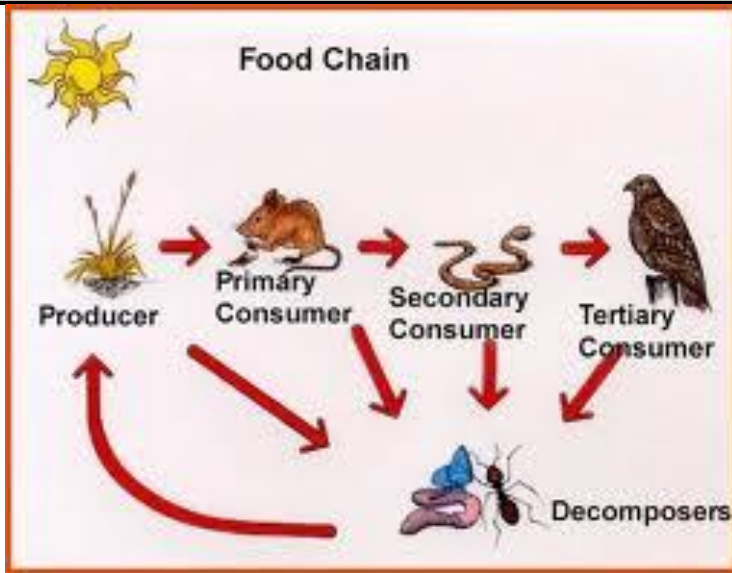 Food Chain
Producer
Primary
Consumer
Secondary
Consumer
Tertiary
Consumer
Decomposers